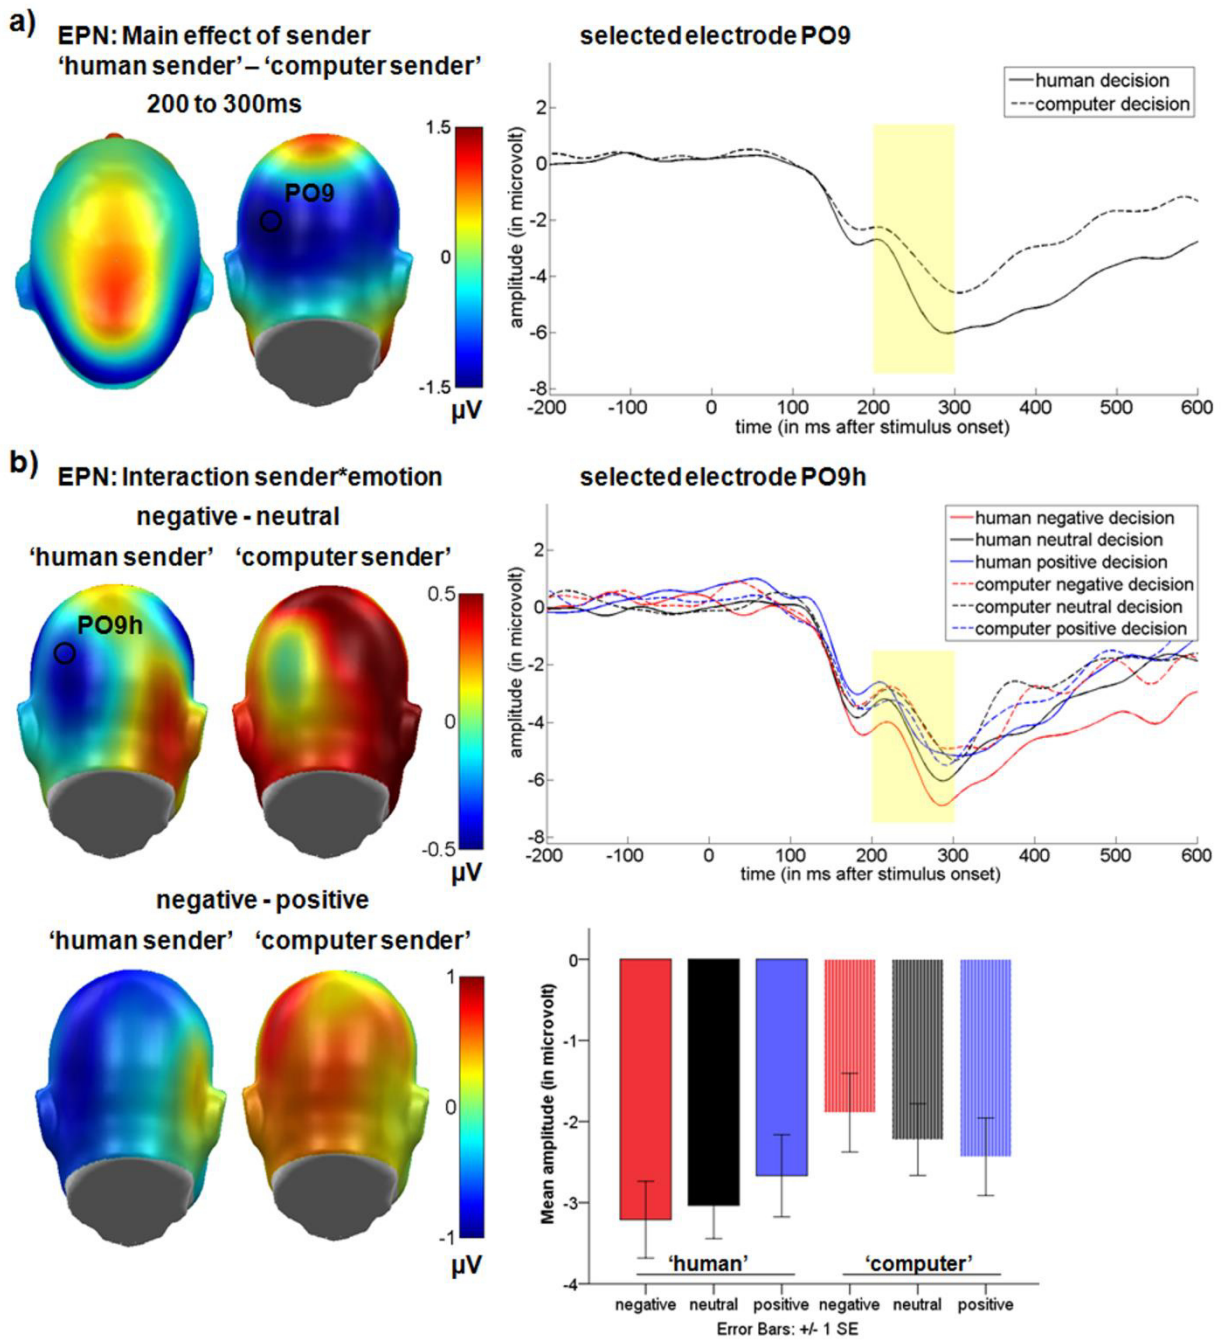 a)
EPN: Main effect of sender
‘human sender’ – ‘computer sender’
200 to 300ms
PO9
1.5
0
-1.5
µV
selected electrode PO9
human decision
computer decision
amplitude (in microvolt)
2
0
-2
-4
-6
-8
-200 -100 0 100 200 300 400 500 600
time (in ms after stimulus onset)
b)
EPN: Interaction sender*emotion
negative - neutral
‘human sender’ ‘computer sender’
PO9h
0.5
0
-0.5
µV
selected electrode PO9h
human negative decision
human neutral decision
human positive decision
computer negative decision
computer neutral decision
computer positive decision
amplitude (in microvolt)
2
0
-2
-4
-6
-8
-200 -100 0 100 200 300 400 500 600
time (in ms after stimulus onset)
negative - positive
‘human sender’ ‘computer sender’
1
0
-1
µV
Mean amplitude (in microvolt)
0
-1
-2
-3
-4
‘human’ ‘computer’
negative neutral positive negative neutral positive
Error Bars: +/- 1 SE